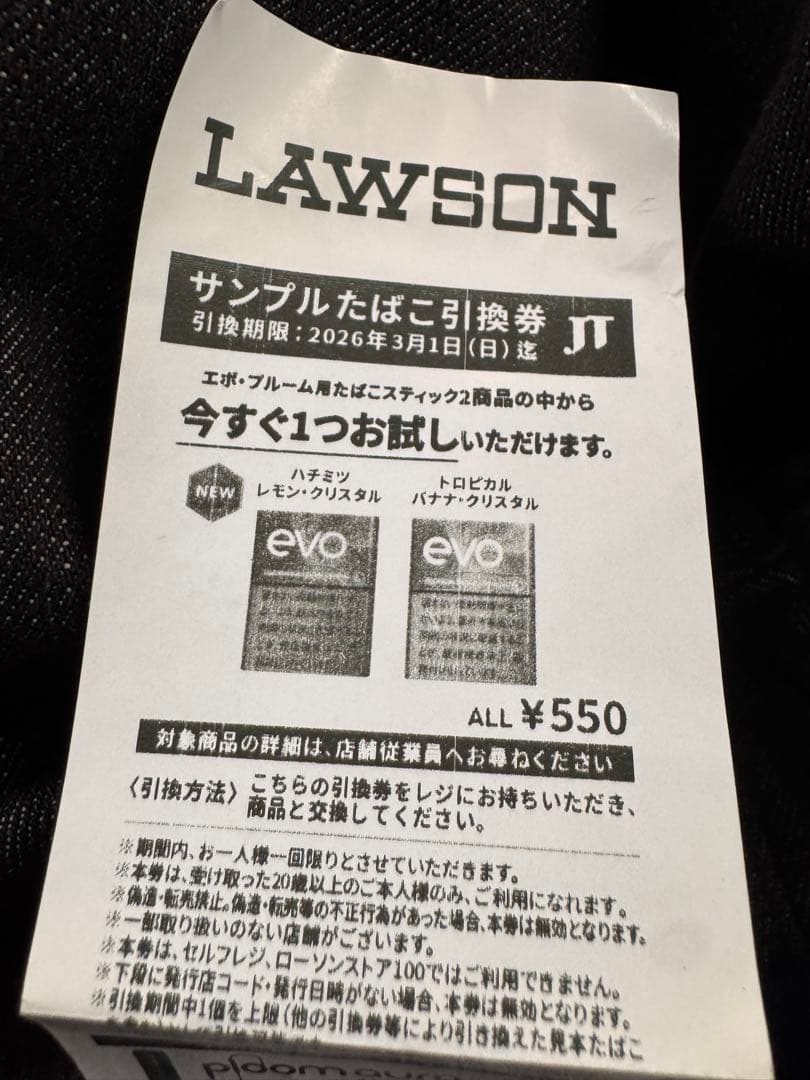 LAWSON
サンプルたばこ引換券
引換期限：2026年3月1日(日)迄
JT
エボ・プルーム用たばこスティック2商品の中から
今すぐ1つお試しいただけます。
NEW
ハチミツ
レモン・クリスタル
トロピカル
バナナ・クリスタル
evo
evo
ALL ¥550
対象商品の詳細は、店舗従業員へお尋ねください
〈引換方法〉こちらの引換券をレジにお持ちいただき、
商品と交換してください。
※期間内、お一人様一回限りとさせていただきます。
※本券は、受け取った20歳以上のご本人様のみ、ご利用になれます。
※偽造・転売禁止。偽造・転売等の不正行為があった場合、本券は無効となります。
※一部取り扱いのない店舗がございます。
※本券は、セルフレジ、ローソンストア100ではご利用できません。
※下段に発行店コード・発行日時がない場合、本券は無効となります。
※引換期間中1個を上限(他の引換券等により引き換えた見本たばこ